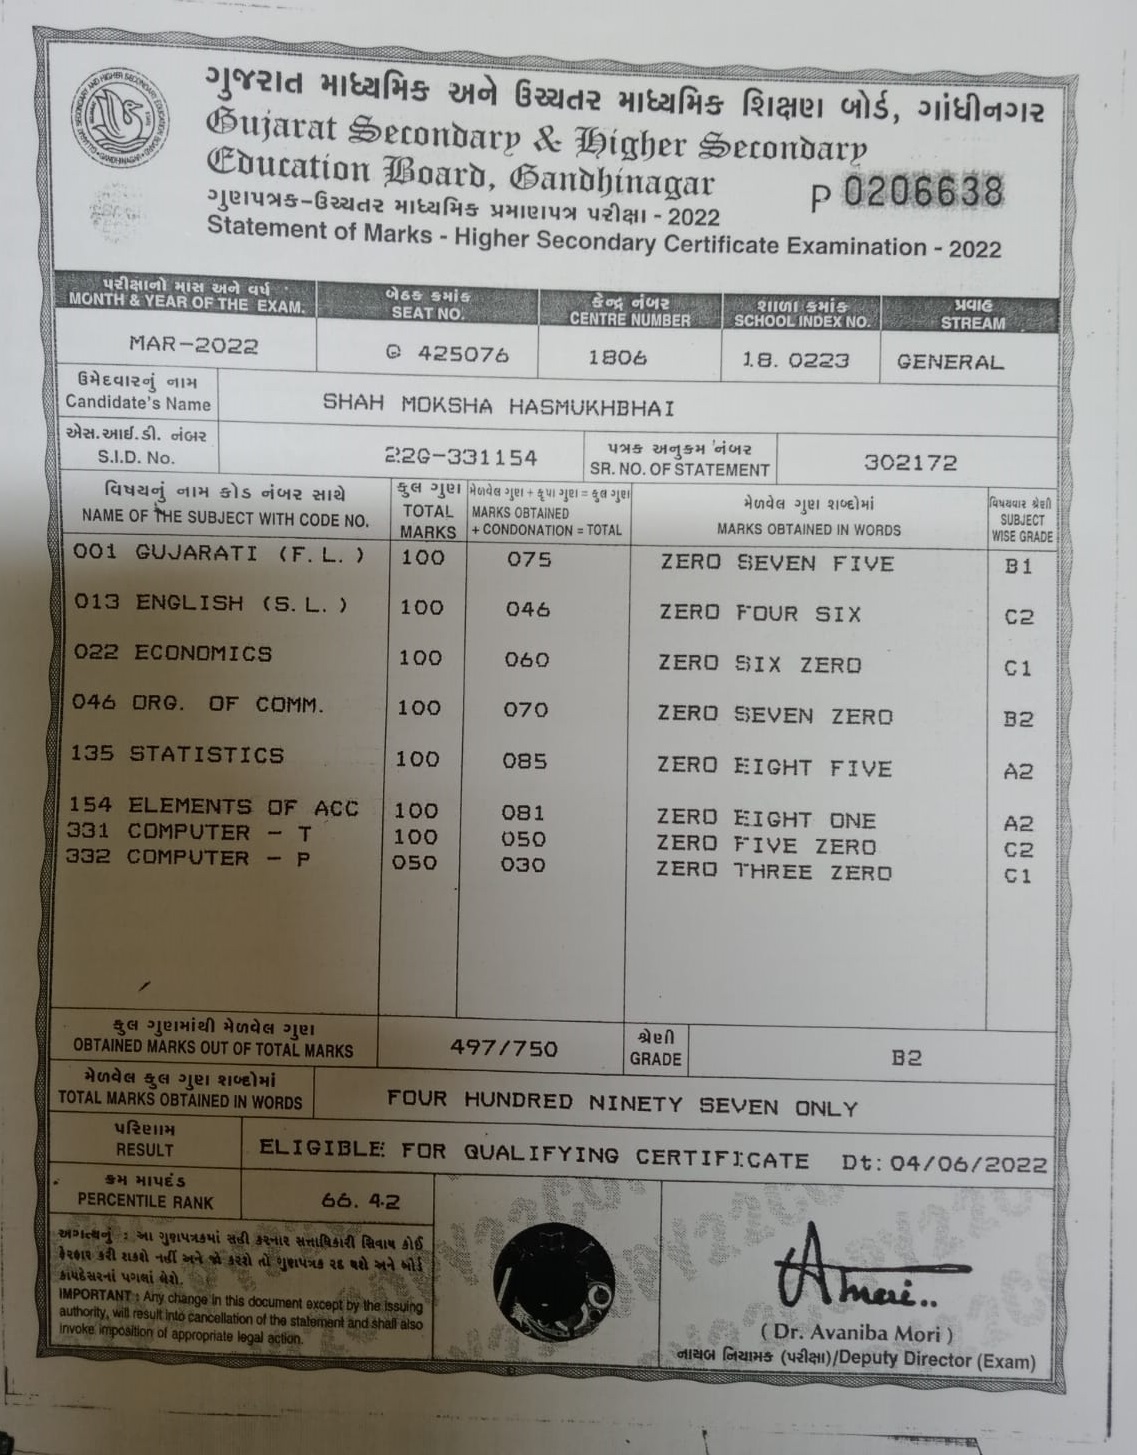 ગુજરાત માધ્યમિક અને ઉચ્ચતર માધ્યમિક શિક્ષણ બોર્ડ, ગાંધીનગર
Gujarat Secondary & Higher Secondary
Education Board, Gandhinagar
P 0206638
ગુણપત્રક-ઉચ્ચતર માધ્યમિક પ્રમાણપત્ર પરીક્ષા - 2022
Statement of Marks - Higher Secondary Certificate Examination - 2022
પરીક્ષાનો માસ અને વર્ષ બેઠક ક્રમાંક કેન્દ્ર નંબર શાળા ક્રમાંક પ્રવાહ
MONTH & YEAR OF THE EXAM. SEAT NO. CENTRE NUMBER SCHOOL INDEX NO. STREAM
MAR-2022 G 425076 1806 18. 0223 GENERAL
ઉમેદવારનું નામ
Candidate's Name SHAH MOKSHA HASMUKHBHAI
એસ.આઈ.ડી. નંબર પત્રક અનુક્રમ નંબર
S.I.D. No. 22G-331154 SR. NO. OF STATEMENT 302172
વિષયનું નામ કોડ નંબર સાથે કુલ ગુણ મેળવેલ ગુણ + કૃપા ગુણ = કુલ ગુણ મેળવેલ ગુણ શબ્દોમાં વિષયવાર શ્રેણી
NAME OF THE SUBJECT WITH CODE NO. TOTAL MARKS MARKS OBTAINED + CONDONATION = TOTAL MARKS OBTAINED IN WORDS SUBJECT WISE GRADE
001 GUJARATI (F. L. ) 100 075 ZERO SEVEN FIVE B1
013 ENGLISH (S. L. ) 100 046 ZERO FOUR SIX C2
022 ECONOMICS 100 060 ZERO SIX ZERO C1
046 ORG. OF COMM. 100 070 ZERO SEVEN ZERO B2
135 STATISTICS 100 085 ZERO EIGHT FIVE A2
154 ELEMENTS OF ACC 100 081 ZERO EIGHT ONE A2
331 COMPUTER - T 100 050 ZERO FIVE ZERO C2
332 COMPUTER - P 050 030 ZERO THREE ZERO C1
કુલ ગુણમાંથી મેળવેલ ગુણ શ્રેણી
OBTAINED MARKS OUT OF TOTAL MARKS 497/750 GRADE B2
મેળવેલ કુલ ગુણ શબ્દોમાં
TOTAL MARKS OBTAINED IN WORDS FOUR HUNDRED NINETY SEVEN ONLY
પરિણામ
RESULT ELIGIBLE FOR QUALIFYING CERTIFICATE Dt: 04/06/2022
ક્રમ માપદંડ
PERCENTILE RANK 66. 42
અગત્યનું : આ ગુણપત્રકમાં સહી કરનાર સત્તાધિકારી સિવાય કોઈ
ફેરફાર કરી શકશે નહીં અને જો કરશે તો ગુણપત્રક રદ થશે અને બોર્ડ
કાયદેસરનાં પગલાં લેશે.
IMPORTANT : Any change in this document except by the issuing
authority, will result into cancellation of the statement and shall also
invoke imposition of appropriate legal action.
( Dr. Avaniba Mori )
નાયબ નિયામક (પરીક્ષા)/Deputy Director (Exam)